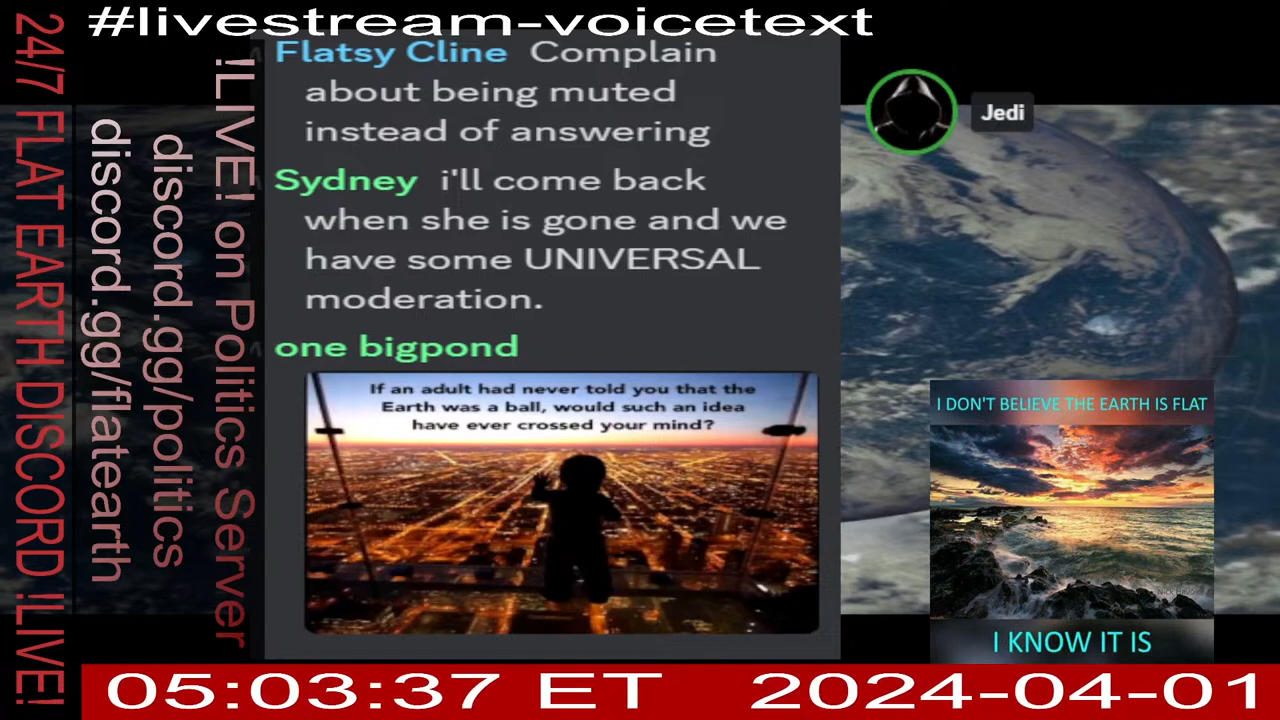 #livestream-voicetext
24/7 FLAT EARTH DISCORD !LIVE!
discord.gg/flatearth
discord.gg/politics
!LIVE! on Politics Server
Flatsy Cline Complain
about being muted
instead of answering
Sydney i'll come back
when she is gone and we
have some UNIVERSAL
moderation.
one bigpond
If an adult had never told you that the
Earth was a ball, would such an idea
have ever crossed your mind?
Jedi
I DON'T BELIEVE THE EARTH IS FLAT
I KNOW IT IS
05:03:37 ET 2024-04-01